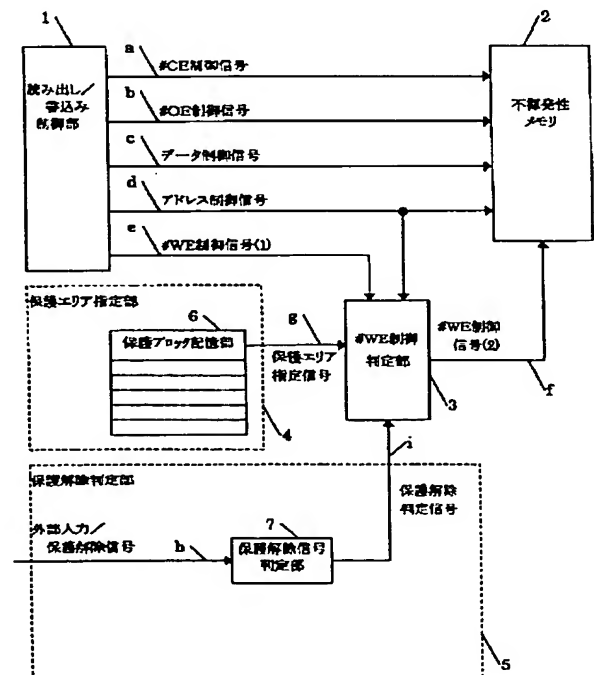 1
2
a
#CE制御信号
b
#OE制御信号
c
データ制御信号
d
アドレス制御信号
e
#WE制御信号(1)
読み出し/
書込み
制御部
不揮発性
メモリ
保護エリア指定部
6
保護ブロック記憶部
g
保護エリア
指定信号
#WE制御
判定部
#WE制御
信号(2)
3
f
4
i
保護解除判定部
保護解除
判定信号
外部入力/
保護解除信号
h
7
保護解除信号
判定部
5